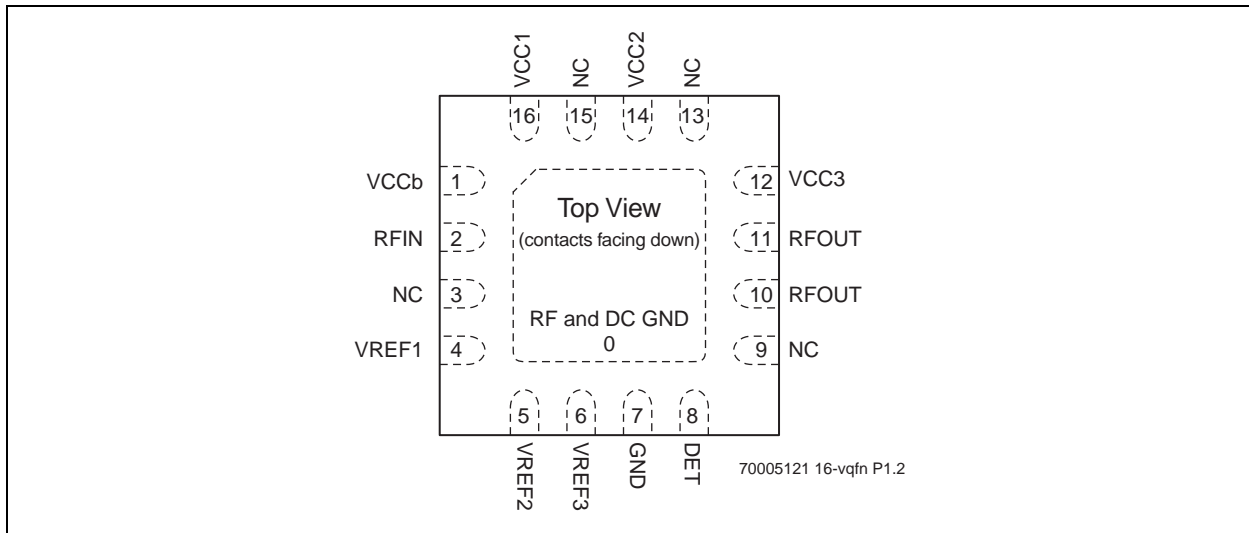 VCC1
NC
VCC2
NC
16
15
14
13
VCCb
1
12
VCC3
Top View
RFIN
2
(contacts facing down)
11
RFOUT
NC
3
10
RFOUT
RF and DC GND
0
VREF1
4
9
NC
5
6
7
8
VREF2
VREF3
GND
DET
70005121 16-vqfn P1.2